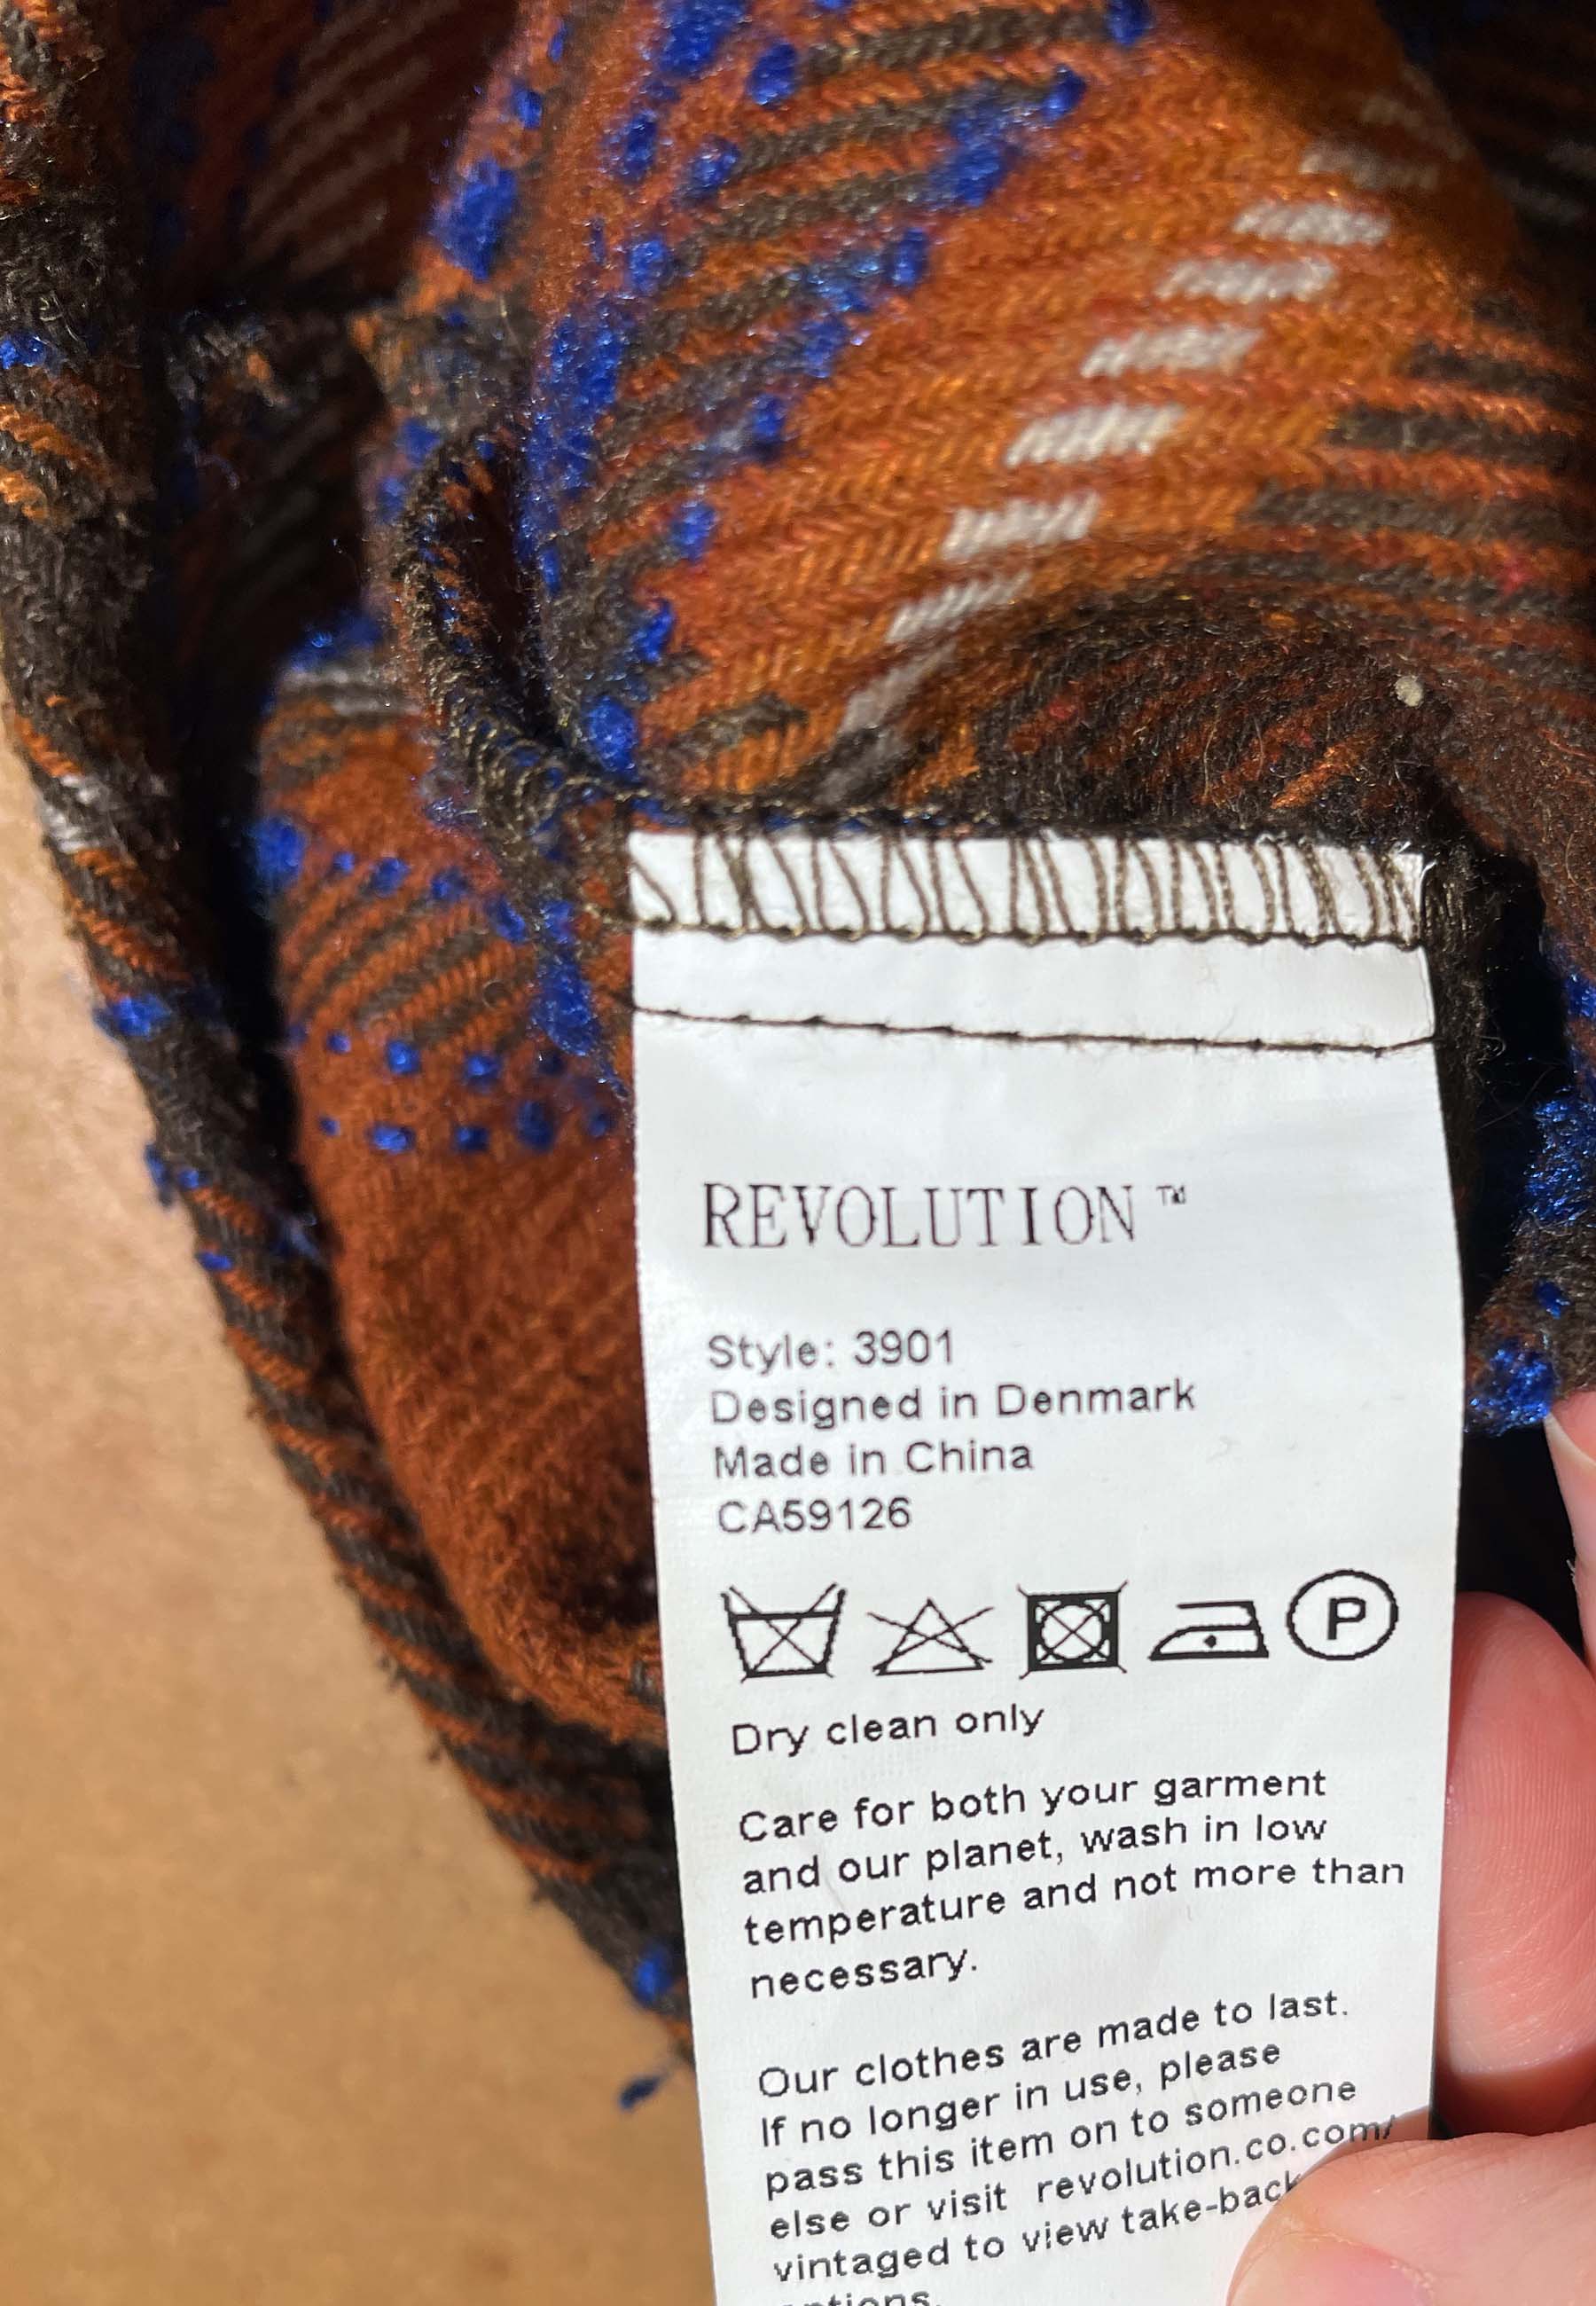 REVOLUTION™
Style: 3901
Designed in Denmark
Made in China
CA59126
P
Dry clean only
Care for both your garment
and our planet, wash in low
temperature and not more than
necessary.
Our clothes are made to last.
If no longer in use, please
pass this item on to someone
else or visit revolution.co.com/
vintaged to view take-back